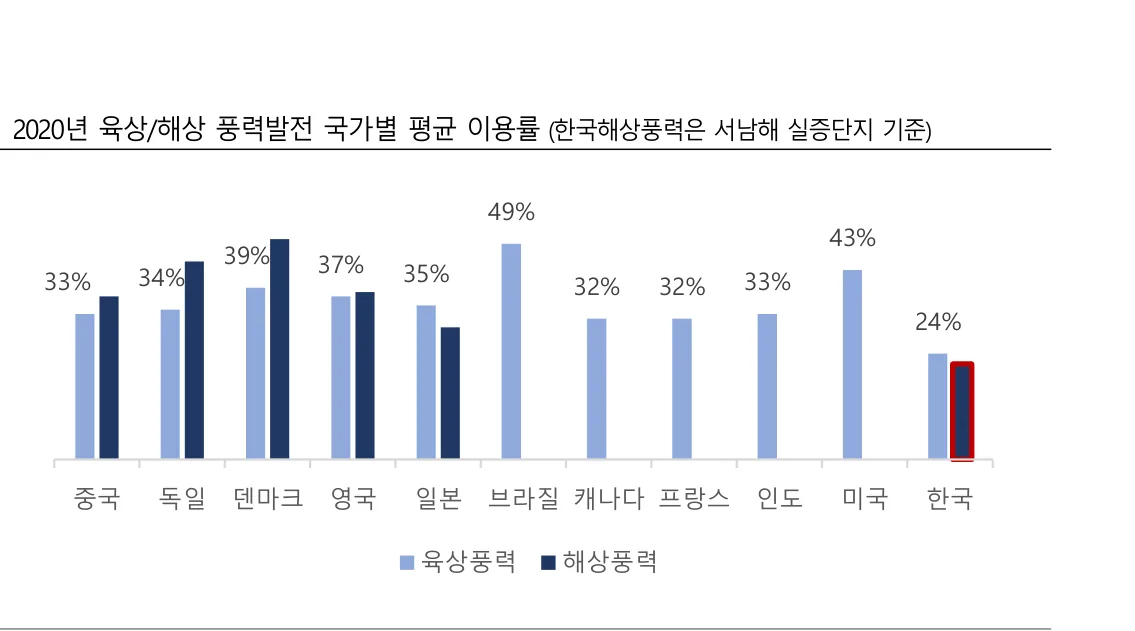 2020년 육상/해상 풍력발전 국가별 평균 이용률 (한국해상풍력은 서남해 실증단지 기준)
33% 34% 39% 37% 35% 49% 32% 32% 33% 43% 24%
중국 독일 덴마크 영국 일본 브라질 캐나다 프랑스 인도 미국 한국
육상풍력 해상풍력